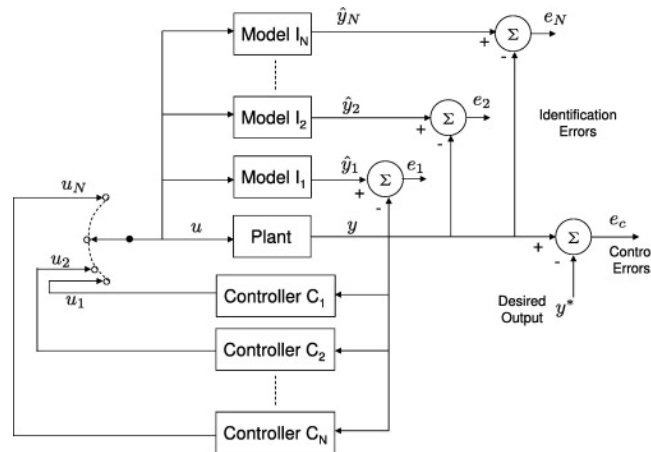 Model I_N
ŷ_N
+
-
Σ
e_N
Model I_2
ŷ_2
+
-
Σ
e_2
Identification
Errors
Model I_1
ŷ_1
+
-
Σ
e_1
u_N
u
Plant
y
+
-
Σ
e_c
Contro
Errors
u_2
u_1
Controller C_1
Desired
Output
y*
Controller C_2
Controller C_N